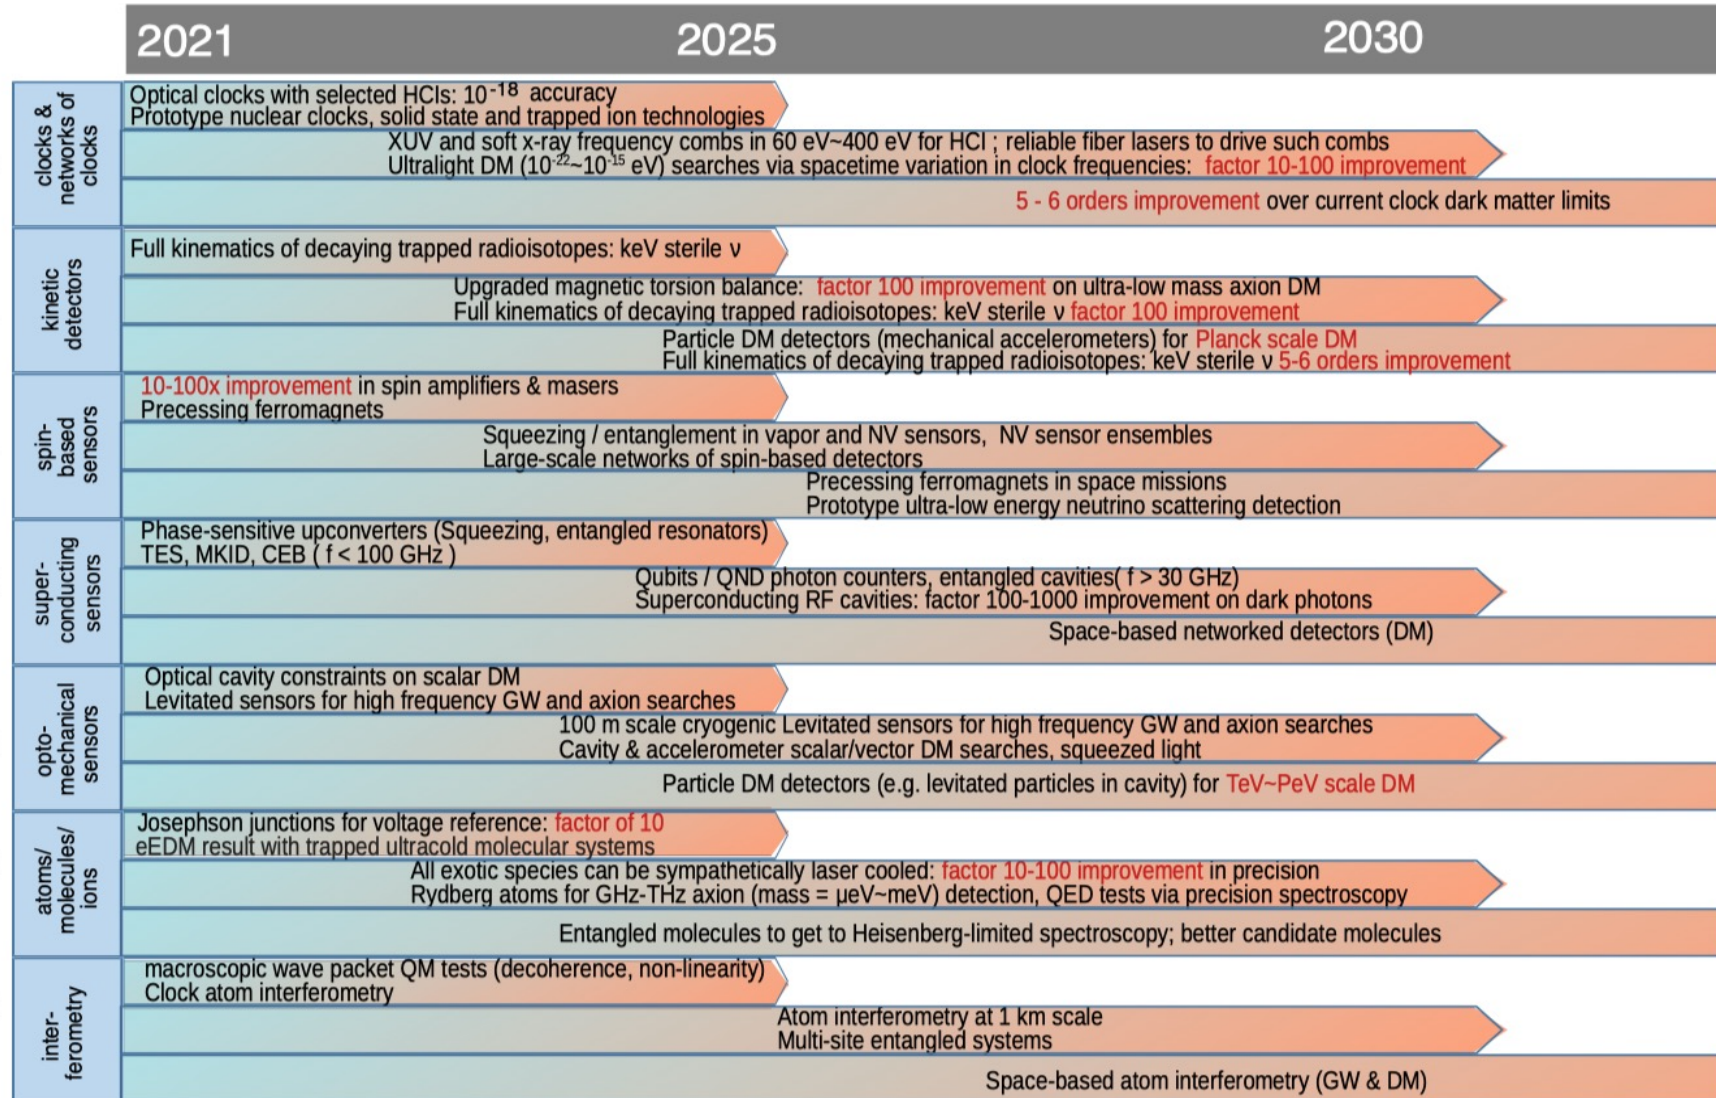 2021 2025 2030
clocks &
networks of
clocks
Optical clocks with selected HCIs: 10⁻¹⁸ accuracy
Prototype nuclear clocks, solid state and trapped ion technologies
XUV and soft x-ray frequency combs in 60 eV~400 eV for HCI ; reliable fiber lasers to drive such combs
Ultralight DM (10⁻²²~10⁻¹⁵ eV) searches via spacetime variation in clock frequencies: factor 10-100 improvement
5 - 6 orders improvement over current clock dark matter limits
kinetic
detectors
Full kinematics of decaying trapped radioisotopes: keV sterile ν
Upgraded magnetic torsion balance: factor 100 improvement on ultra-low mass axion DM
Full kinematics of decaying trapped radioisotopes: keV sterile ν factor 100 improvement
Particle DM detectors (mechanical accelerometers) for Planck scale DM
Full kinematics of decaying trapped radioisotopes: keV sterile ν 5-6 orders improvement
spin-
based
sensors
10-100x improvement in spin amplifiers & masers
Precessing ferromagnets
Squeezing / entanglement in vapor and NV sensors, NV sensor ensembles
Large-scale networks of spin-based detectors
Precessing ferromagnets in space missions
Prototype ultra-low energy neutrino scattering detection
super-
conducting
sensors
Phase-sensitive upconverters (Squeezing, entangled resonators)
TES, MKID, CEB ( f < 100 GHz )
Qubits / QND photon counters, entangled cavities( f > 30 GHz)
Superconducting RF cavities: factor 100-1000 improvement on dark photons
Space-based networked detectors (DM)
opto-
mechanical
sensors
Optical cavity constraints on scalar DM
Levitated sensors for high frequency GW and axion searches
100 m scale cryogenic Levitated sensors for high frequency GW and axion searches
Cavity & accelerometer scalar/vector DM searches, squeezed light
Particle DM detectors (e.g. levitated particles in cavity) for TeV~PeV scale DM
atoms/
molecules/
ions
Josephson junctions for voltage reference: factor of 10
eEDM result with trapped ultracold molecular systems
All exotic species can be sympathetically laser cooled: factor 10-100 improvement in precision
Rydberg atoms for GHz-THz axion (mass = μeV~meV) detection, QED tests via precision spectroscopy
Entangled molecules to get to Heisenberg-limited spectroscopy; better candidate molecules
inter-
ferometry
macroscopic wave packet QM tests (decoherence, non-linearity)
Clock atom interferometry
Atom interferometry at 1 km scale
Multi-site entangled systems
Space-based atom interferometry (GW & DM)